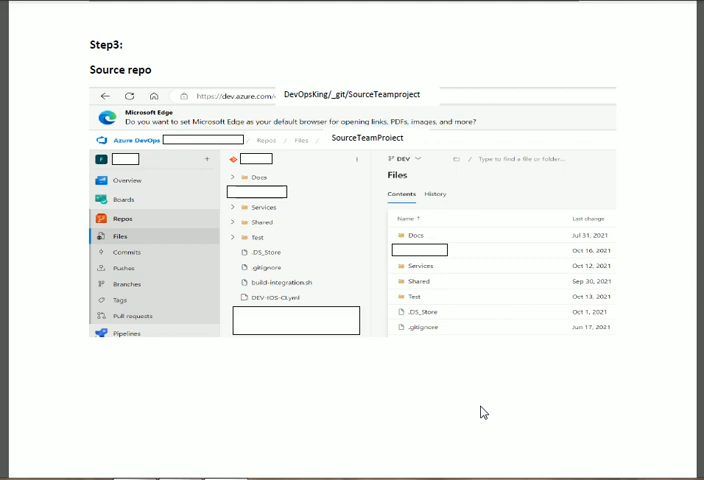 Step3:
Source repo
https://dev.azure.com/
DevOpsKing/_git/SourceTeamproject
Microsoft Edge
Do you want to set Microsoft Edge as your default browser for opening links, PDFs, images, and more?
Azure DevOps
/ Repos / Files /
SourceTeamProject
F
+
DEV
/ Type to find a file or folder...
Overview
Boards
Repos
Files
Commits
Pushes
Branches
Tags
Pull requests
Pipelines
Docs
Services
Shared
Test
.DS_Store
.gitignore
build-integration.sh
DEV-IOS-CI.yml
Files
Contents History
Name ↑ Last change
Docs Jul 31, 2021
Oct 16, 2021
Services Oct 12, 2021
Shared Sep 30, 2021
Test Oct 13, 2021
.DS_Store Oct 1, 2021
.gitignore Jun 17, 2021